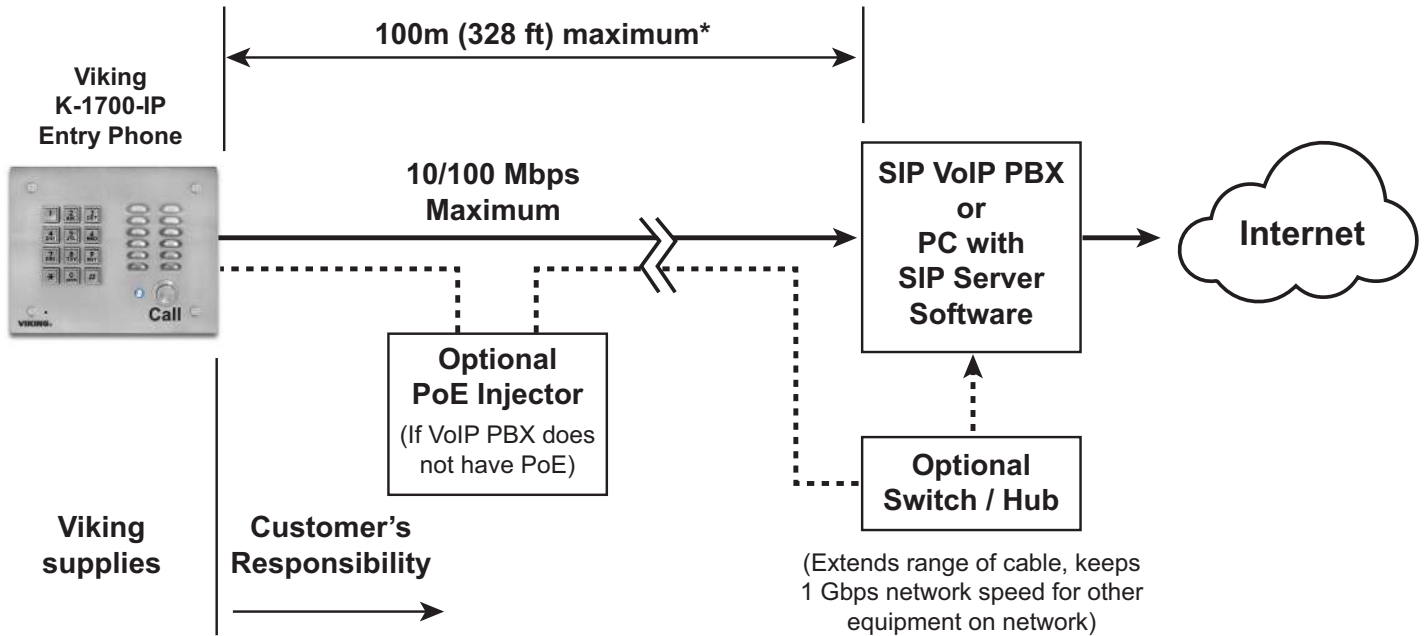 100m (328 ft) maximum*
Viking
K-1700-IP
Entry Phone
10/100 Mbps
Maximum
SIP VoIP PBX
or
PC with
SIP Server
Software
Internet
Call
VIKING
Optional
PoE Injector
(If VoIP PBX does
not have PoE)
Optional
Switch / Hub
(Extends range of cable, keeps
1 Gbps network speed for other
equipment on network)
Viking
supplies
Customer's
Responsibility